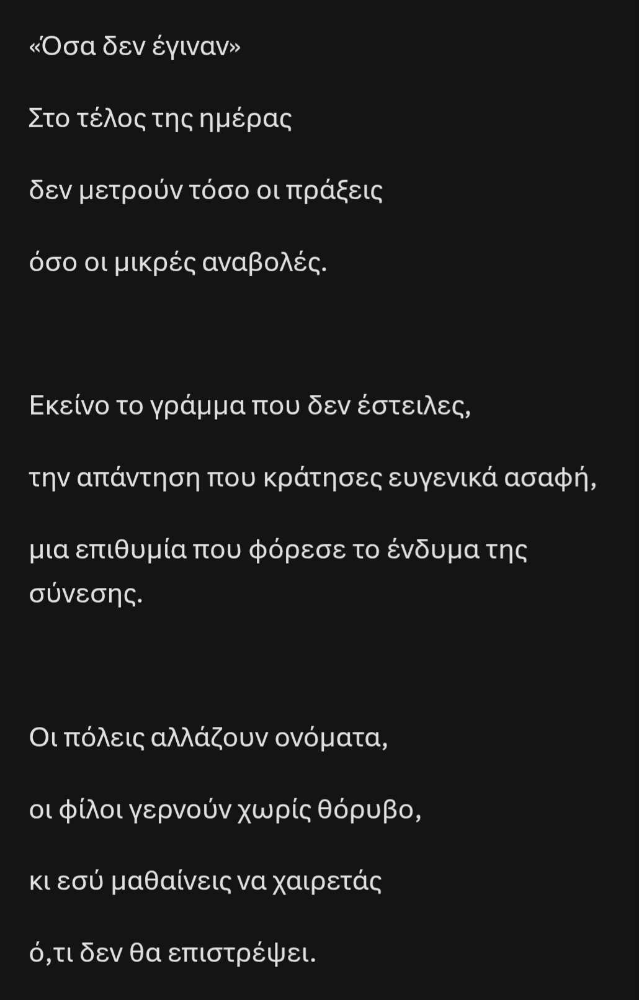 «Όσα δεν έγιναν»
Στο τέλος της ημέρας
δεν μετρούν τόσο οι πράξεις
όσο οι μικρές αναβολές.
Εκείνο το γράμμα που δεν έστειλες,
την απάντηση που κράτησες ευγενικά ασαφή,
μια επιθυμία που φόρεσε το ένδυμα της
σύνεσης.
Οι πόλεις αλλάζουν ονόματα,
οι φίλοι γερνούν χωρίς θόρυβο,
κι εσύ μαθαίνεις να χαιρετάς
ό,τι δεν θα επιστρέψει.